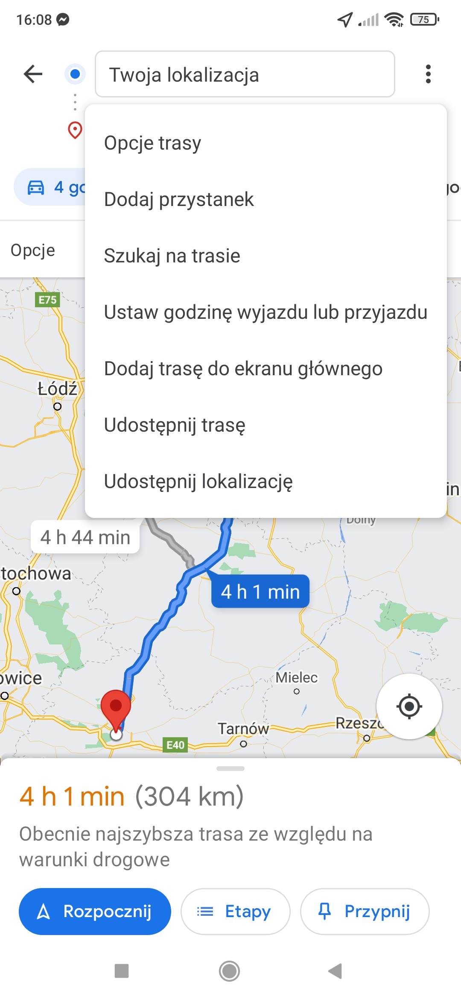 16:08
75
Twoja lokalizacja
Opcje trasy
Dodaj przystanek
Szukaj na trasie
Ustaw godzinę wyjazdu lub przyjazdu
Dodaj trasę do ekranu głównego
Udostępnij trasę
Udostępnij lokalizację
4 go
Opcje
E75
Łódź
in
Dolny
4 h 44 min
tochowa
4 h 1 min
owice
Mielec
Tarnów
Rzeszo
E40
4 h 1 min (304 km)
Obecnie najszybsza trasa ze względu na
warunki drogowe
Rozpocznij
Etapy
Przypnij